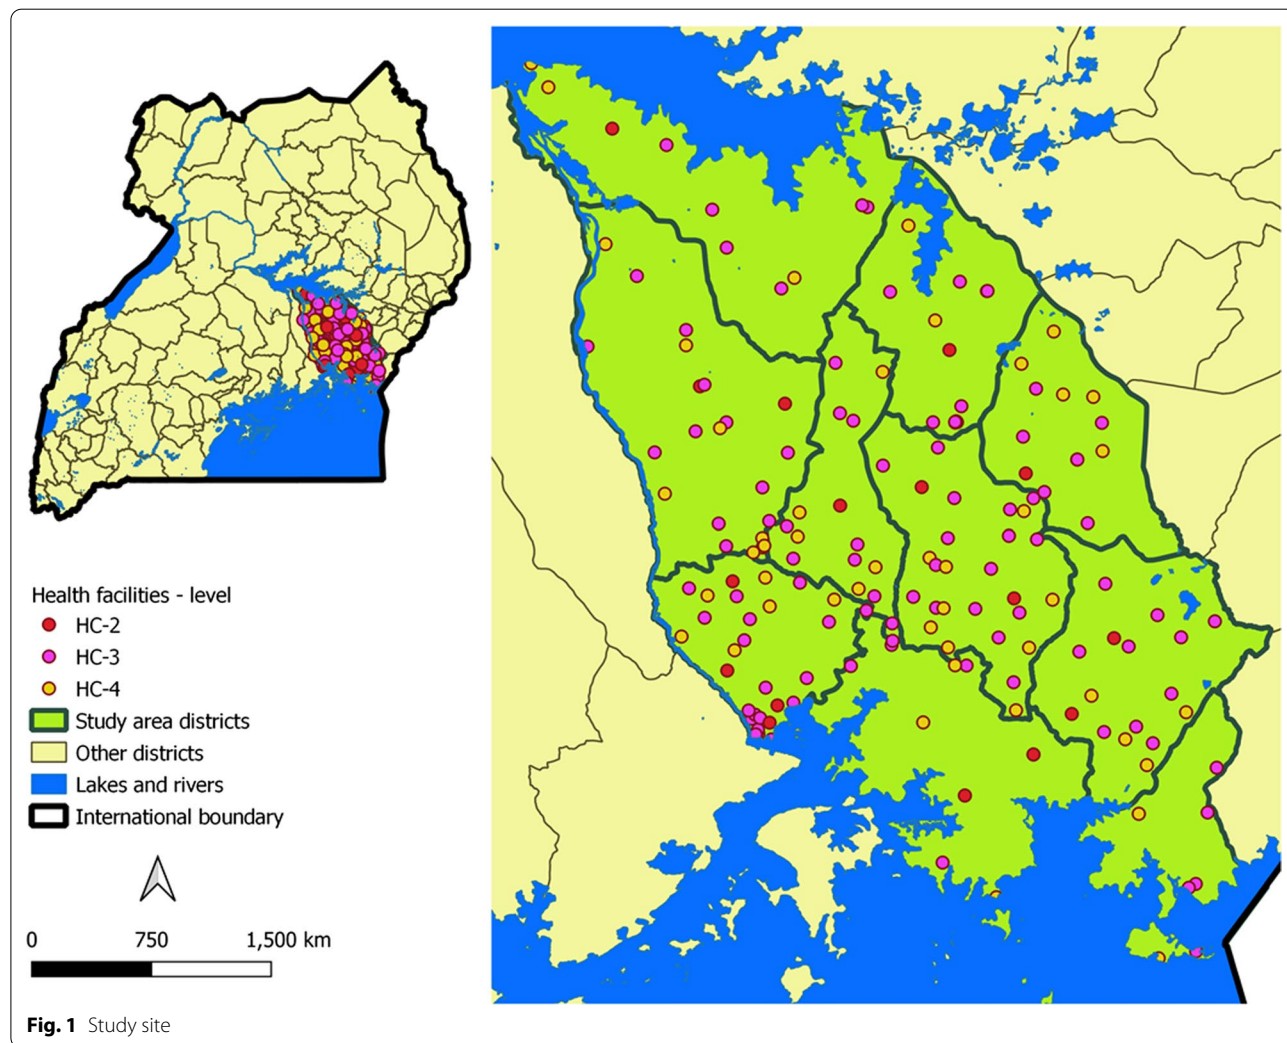 Health facilities - level
HC-2
HC-3
HC-4
Study area districts
Other districts
Lakes and rivers
International boundary
0 750 1,500 km
Fig. 1 Study site